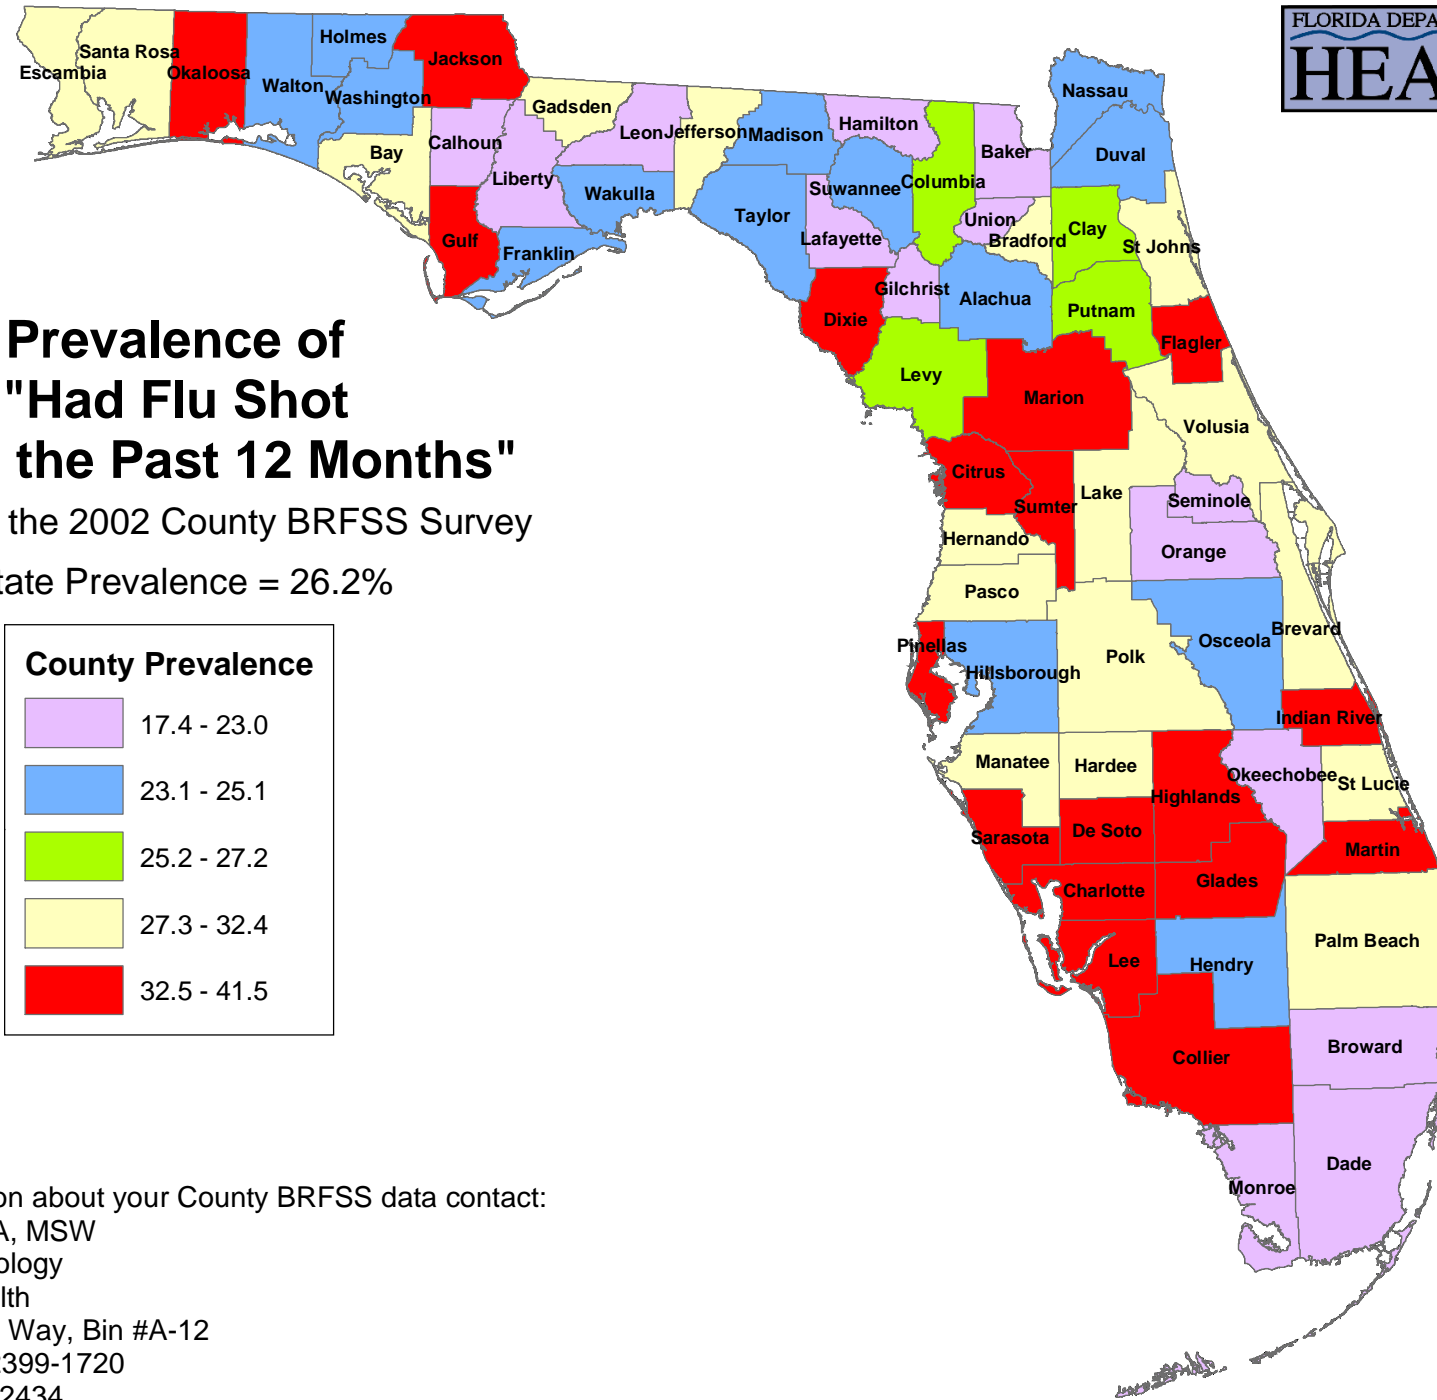 FLORIDA DEPA
HEA
Prevalence of
"Had Flu Shot
the Past 12 Months"
the 2002 County BRFSS Survey
tate Prevalence = 26.2%
County Prevalence
17.4 - 23.0
23.1 - 25.1
25.2 - 27.2
27.3 - 32.4
32.5 - 41.5
Escambia
Santa Rosa
Okaloosa
Walton
Holmes
Washington
Jackson
Bay
Calhoun
Gulf
Gadsden
Liberty
Leon
Franklin
Wakulla
Jefferson
Madison
Taylor
Hamilton
Suwannee
Lafayette
Dixie
Columbia
Gilchrist
Levy
Baker
Union
Bradford
Alachua
Nassau
Duval
Clay
St Johns
Putnam
Flagler
Marion
Volusia
Citrus
Sumter
Lake
Seminole
Orange
Hernando
Pasco
Pinellas
Hillsborough
Polk
Osceola
Brevard
Indian River
Manatee
Hardee
Highlands
Okeechobee
St Lucie
Sarasota
De Soto
Martin
Charlotte
Glades
Lee
Hendry
Palm Beach
Collier
Broward
Monroe
Dade
on about your County BRFSS data contact:
A, MSW
ology
lth
Way, Bin #A-12
2399-1720
2434